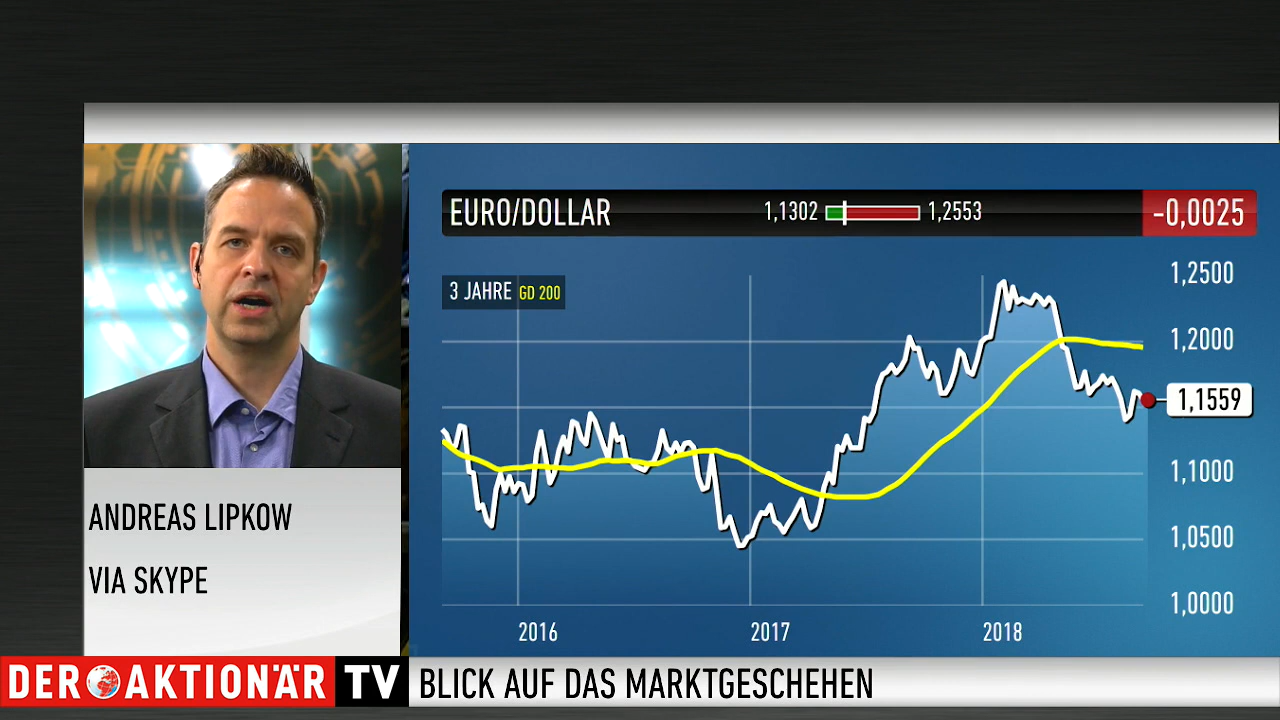 EURO/DOLLAR 1,1302 1,2553 -0,0025
3 JAHRE GD 200
1,2500
1,2000
1,1559
1,1000
1,0500
1,0000
2016 2017 2018
ANDREAS LIPKOW
VIA SKYPE
DER AKTIONÄR TV BLICK AUF DAS MARKTGESCHEHEN